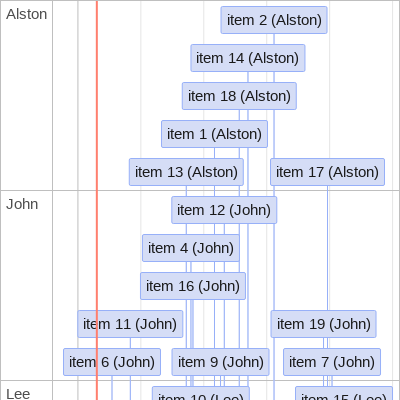 Alston
item 2 (Alston)
item 14 (Alston)
item 18 (Alston)
item 1 (Alston)
item 13 (Alston)
item 17 (Alston)
John
item 12 (John)
item 4 (John)
item 16 (John)
item 11 (John)
item 19 (John)
item 6 (John)
item 9 (John)
item 7 (John)
Lee
item 10 (Lee)
item 15 (Lee)